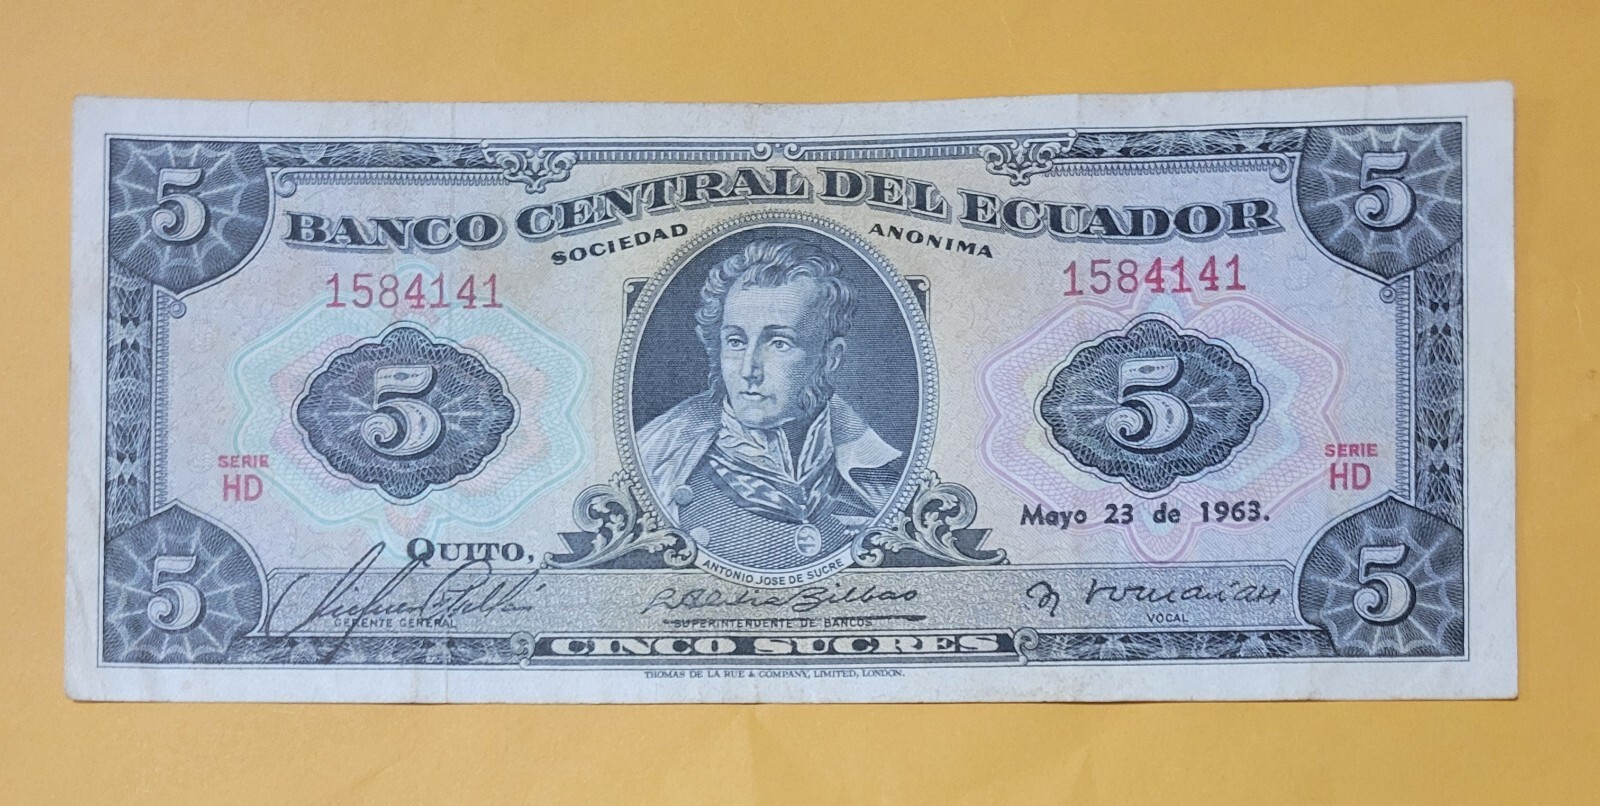 5 5
BANCO CENTRAL DEL ECUADOR
SOCIEDAD ANONIMA
1584141 1584141
5 5
SERIE HD SERIE HD
Mayo 23 de 1963.
QUITO,
ANTONIO JOSE DE SUCRE
5 5
GERENTE GENERAL SUPERINTENDENTE DE BANCOS VOCAL
CINCO SUCRES
THOMAS DE LA RUE & COMPANY, LIMITED, LONDON.